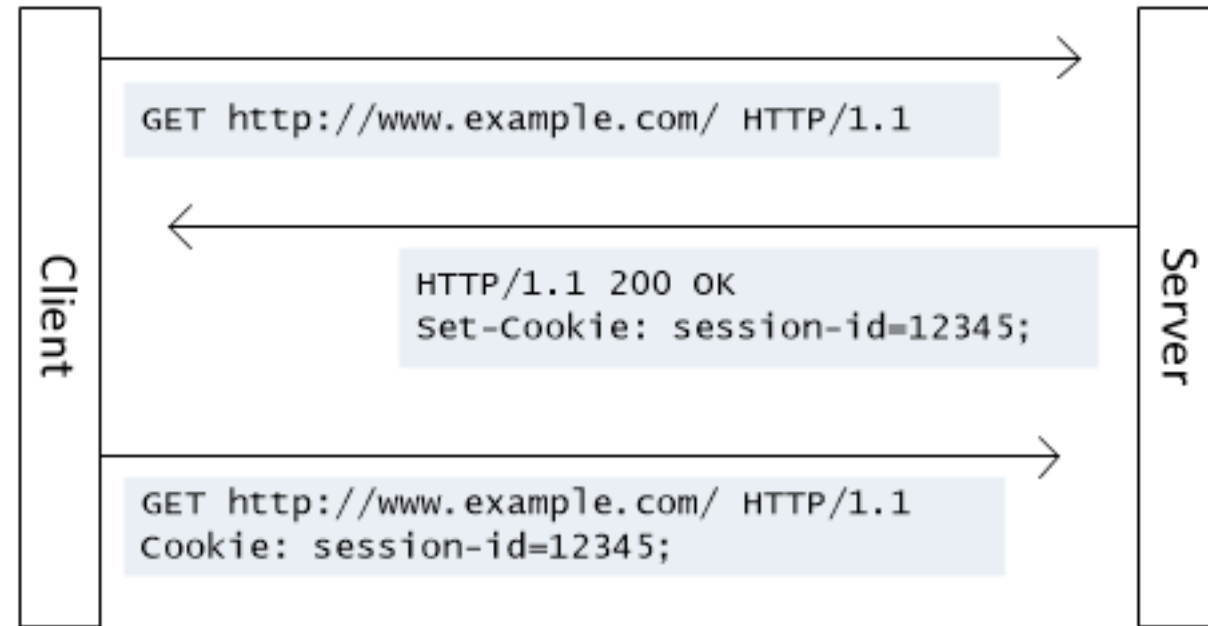 Client
GET http://www.example.com/ HTTP/1.1
HTTP/1.1 200 OK
Set-Cookie: session-id=12345;
GET http://www.example.com/ HTTP/1.1
Cookie: session-id=12345;
Server